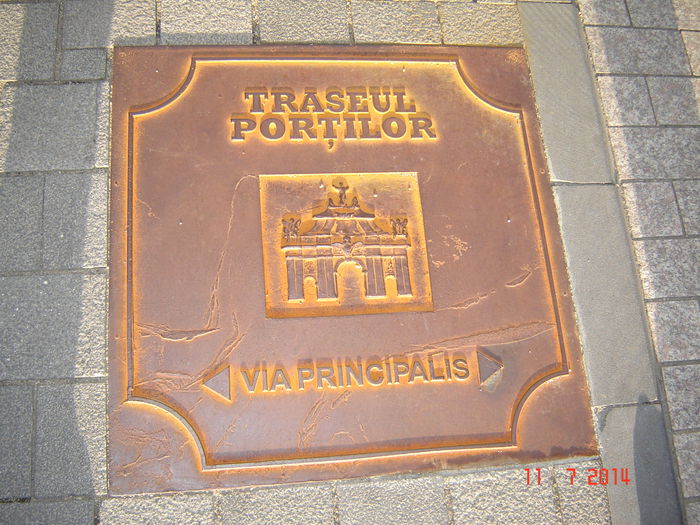 TRASEUL
PORȚILOR
VIA PRINCIPALIS
11 7 2014